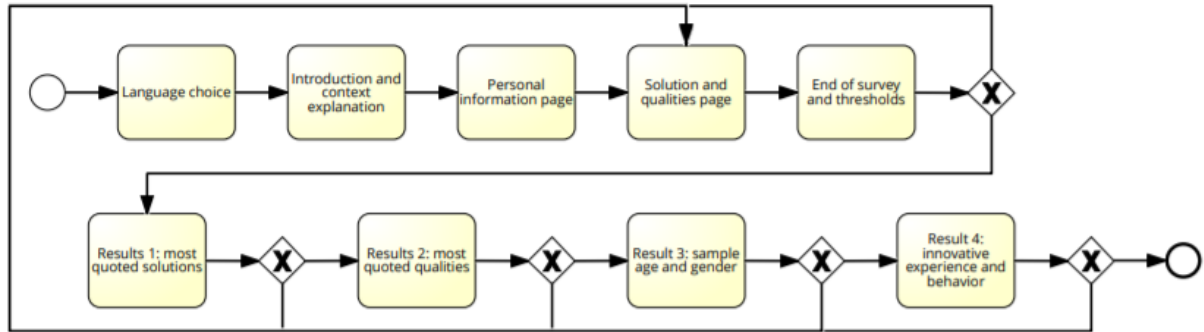 Language choice
Introduction and
context
explanation
Personal
information page
Solution and
qualities page
End of survey
and thresholds
X
Results 1: most
quoted solutions
X
Results 2: most
quoted qualities
X
Result 3: sample
age and gender
X
Result 4:
innovative
experience and
behavior
X